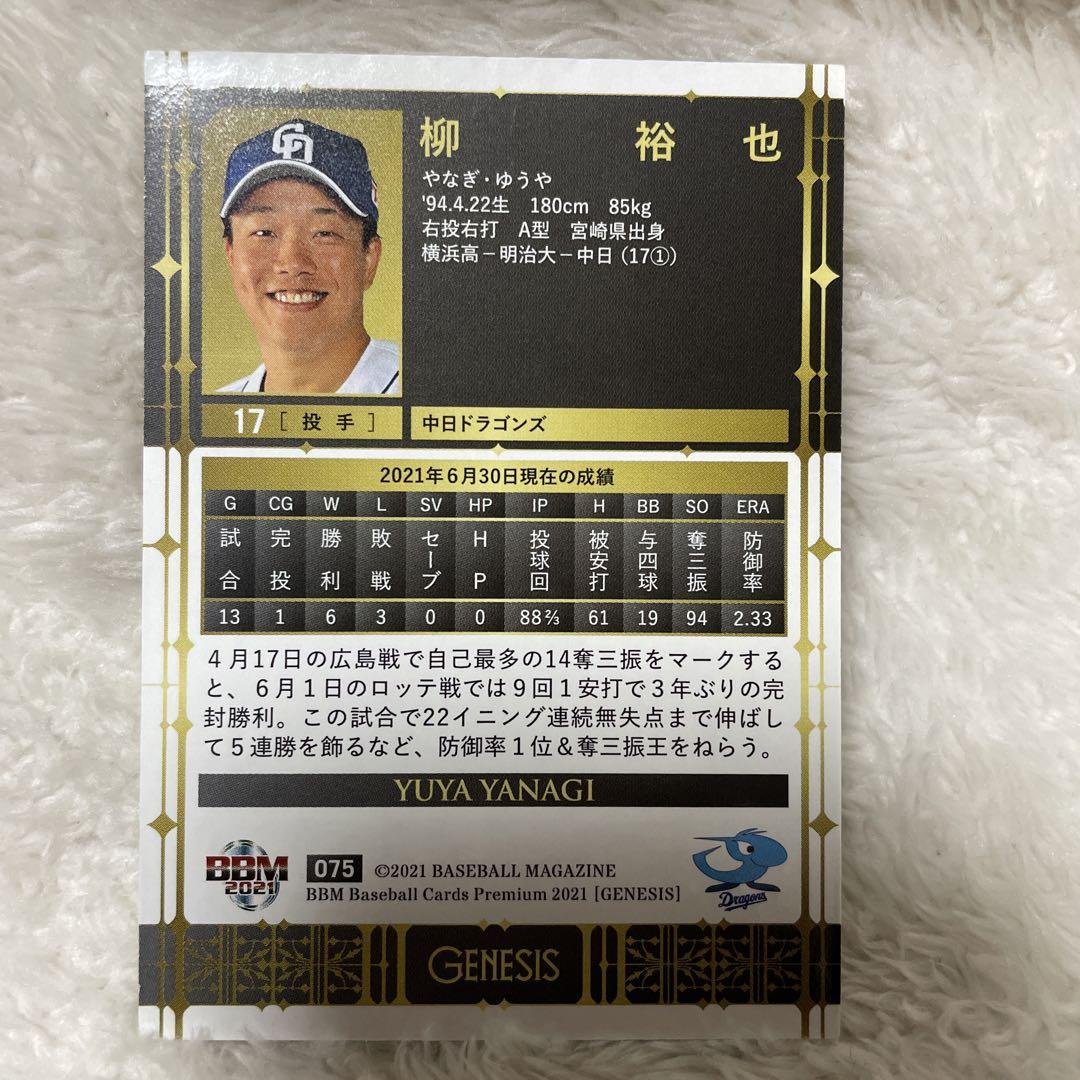 CD
柳 裕 也
やなぎ・ゆうや
'94.4.22生 180cm 85kg
右投右打 A型 宮崎県出身
横浜高－明治大－中日 (17①)
17 [ 投 手 ]
中日ドラゴンズ
2021年6月30日現在の成績
G CG W L SV HP IP H BB SO ERA
試合 完投 勝利 敗戦 セーブ HP 投球回 被安打 与四球 奪三振 防御率
13 1 6 3 0 0 88⅔ 61 19 94 2.33
4月17日の広島戦で自己最多の14奪三振をマークする
と、6月1日のロッテ戦では9回1安打で3年ぶりの完
封勝利。この試合で22イニング連続無失点まで伸ばし
て5連勝を飾るなど、防御率1位＆奪三振王をねらう。
YUYA YANAGI
BBM
2021
075 ©2021 BASEBALL MAGAZINE
BBM Baseball Cards Premium 2021 [GENESIS]
Dragons
GENESIS